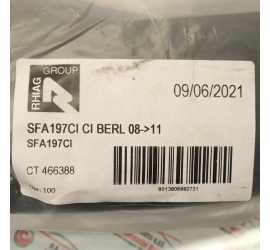 RHIAG
GROUP
09/06/2021
SFA197CI CI BERL 08->11
SFA197CI
CT 466388